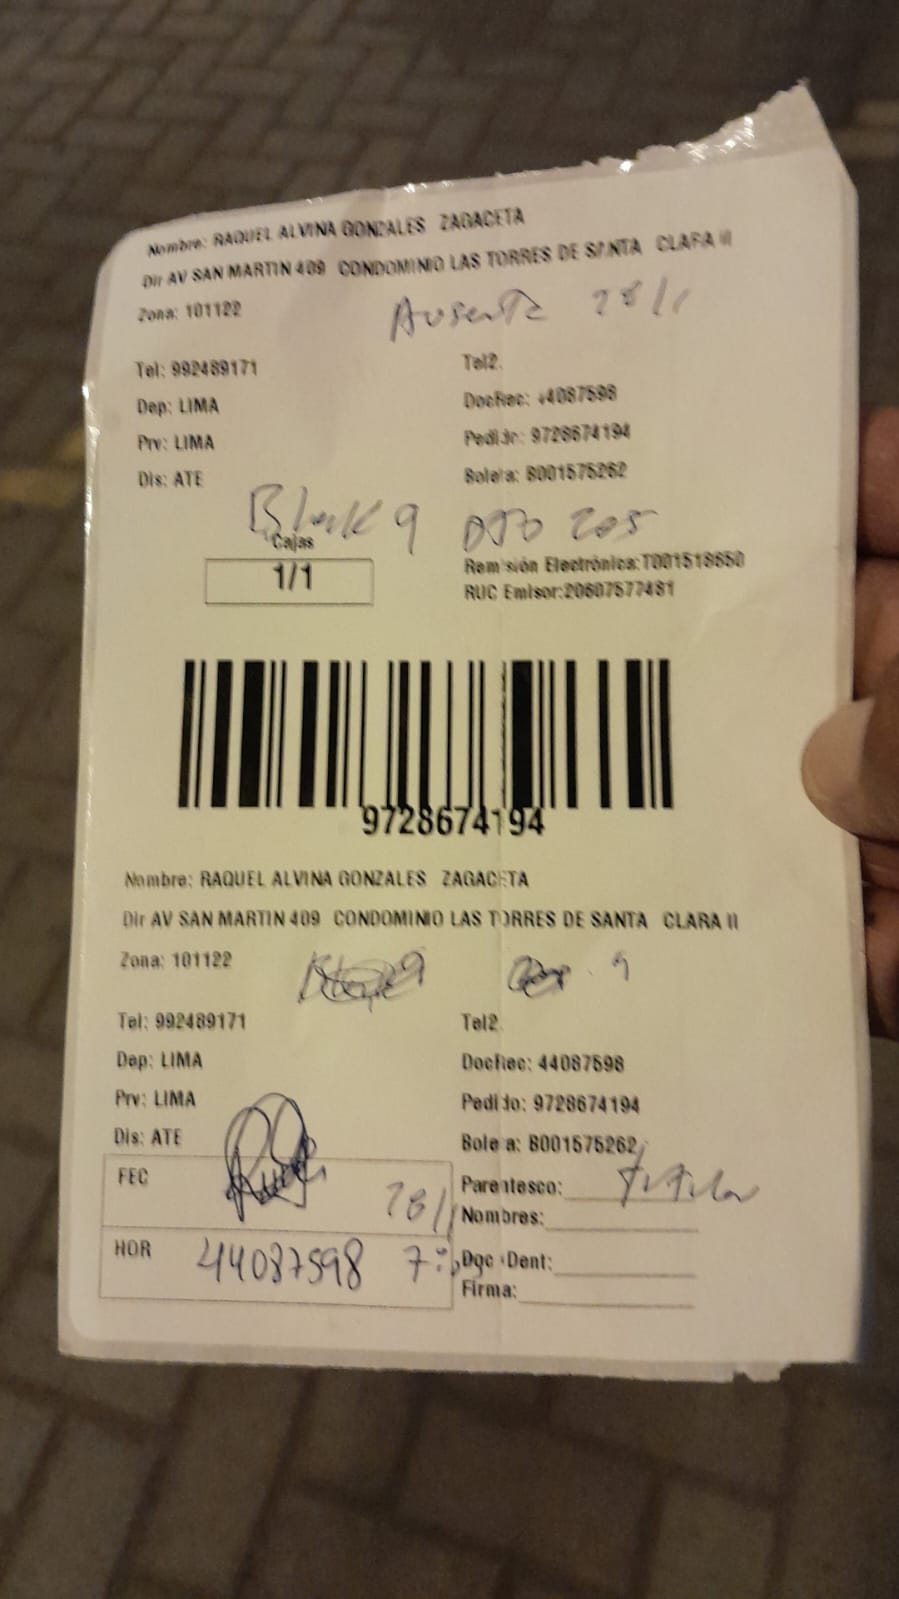 Nombre: RAQUEL ALVINA GONZALES ZAGACETA
Dir AV SAN MARTIN 409 CONDOMINIO LAS TORRES DE SANTA CLARA II
Zona: 101122
Ausente 28/1
Tel: 992489171 Tel2.
Dep: LIMA DocRec: 44087598
Prv: LIMA Pedido: 9728674194
Dis: ATE Boleta: B001575262
Block 9 DTO 205
Cajas
1/1
Remisión Electrónica:T001518650
RUC Emisor:20607577481
9728674194
Nombre: RAQUEL ALVINA GONZALES ZAGACETA
Dir AV SAN MARTIN 409 CONDOMINIO LAS TORRES DE SANTA CLARA II
Zona: 101122
Tel: 992489171 Tel2.
Dep: LIMA DocRec: 44087598
Prv: LIMA Pedido: 9728674194
Dis: ATE Boleta: B001575262
FEC Parentesco: titular
Nombres:
HOR 44087598 Doc Ident:
Firma: